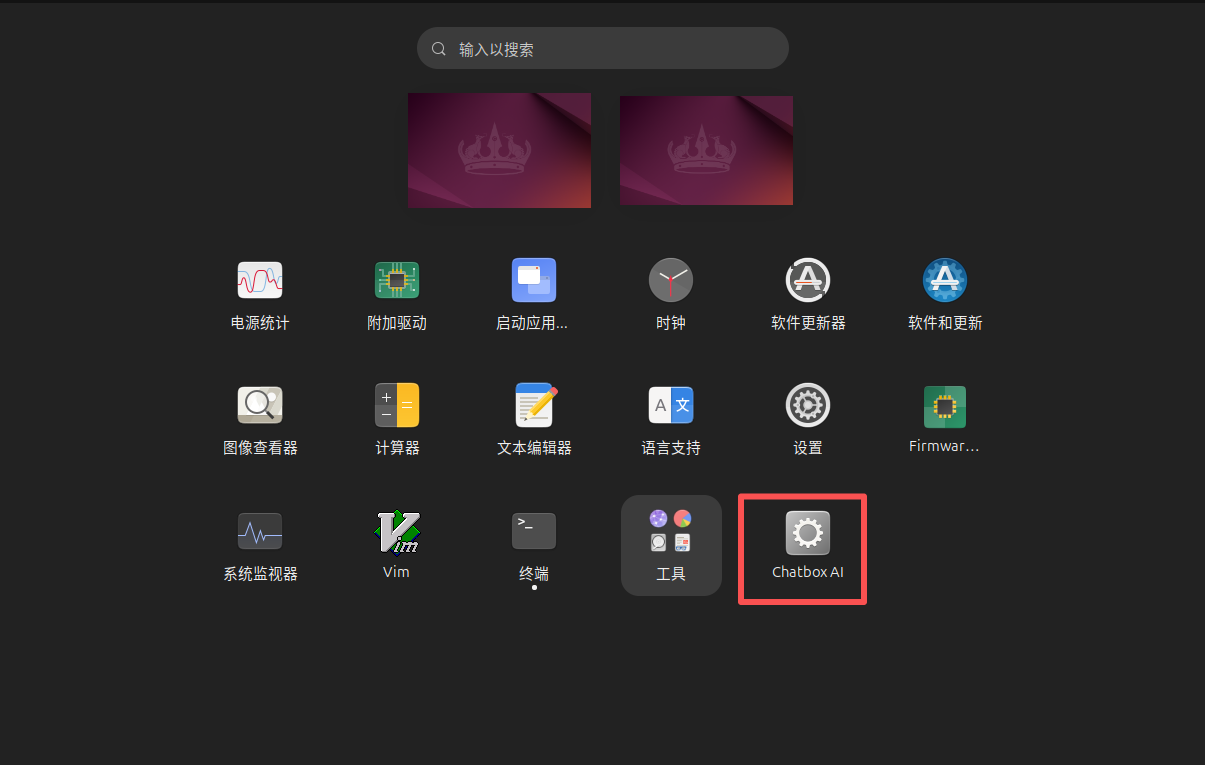 输入以搜索
电源统计
附加驱动
启动应用...
时钟
软件更新器
软件和更新
图像查看器
计算器
文本编辑器
语言支持
设置
Firmwar...
系统监视器
Vim
终端
工具
Chatbox AI